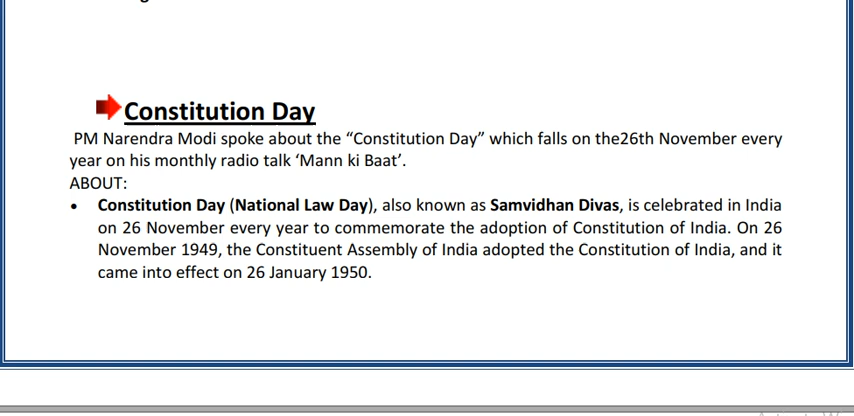 Constitution Day
PM Narendra Modi spoke about the “Constitution Day” which falls on the26th November every
year on his monthly radio talk ‘Mann ki Baat’.
ABOUT:
• Constitution Day (National Law Day), also known as Samvidhan Divas, is celebrated in India
on 26 November every year to commemorate the adoption of Constitution of India. On 26
November 1949, the Constituent Assembly of India adopted the Constitution of India, and it
came into effect on 26 January 1950.